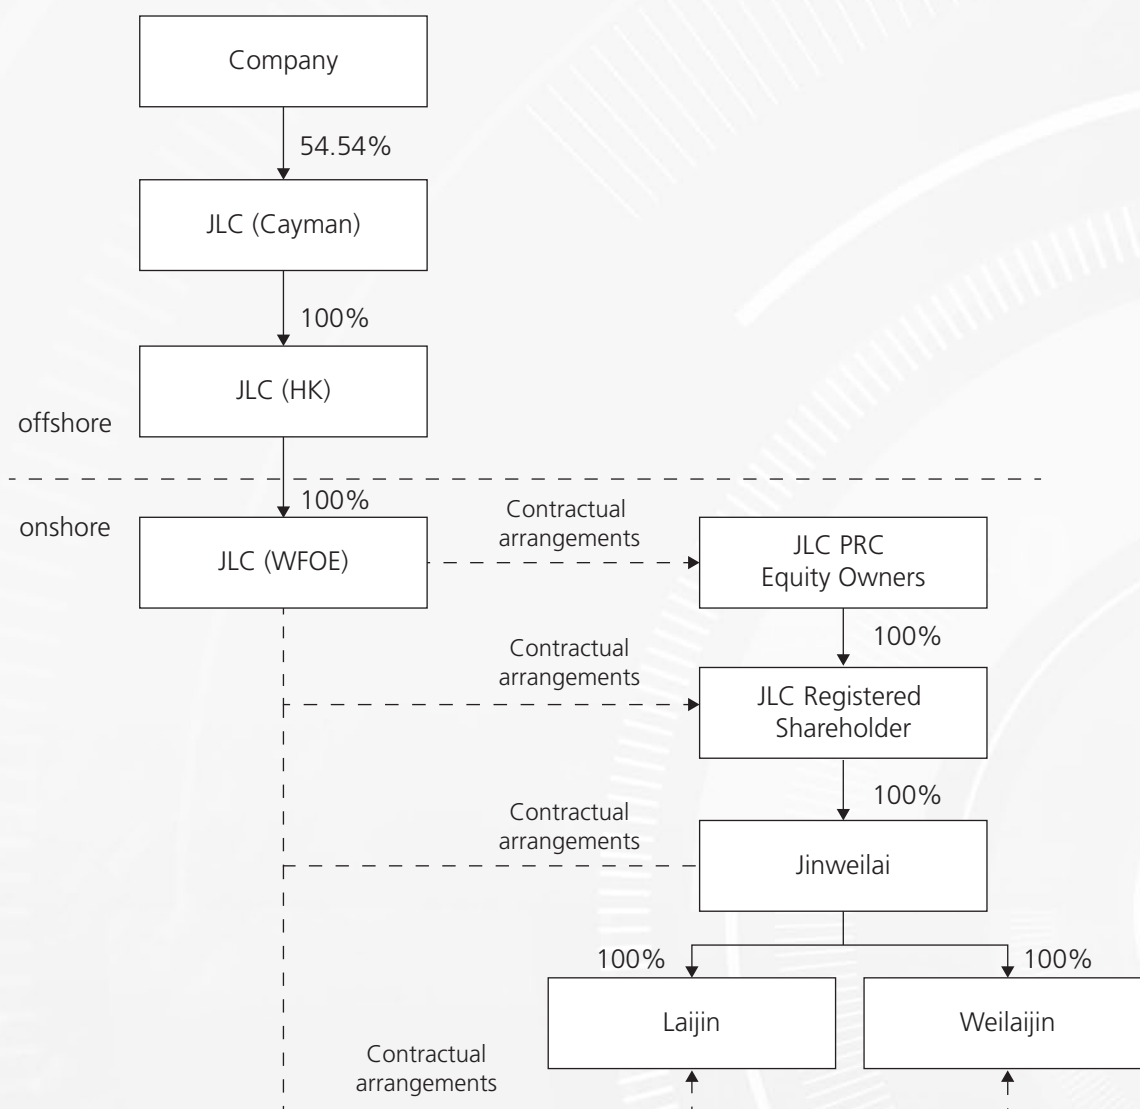 Company
54.54%
JLC (Cayman)
100%
JLC (HK)
offshore
100%
onshore
JLC (WFOE)
Contractual
arrangements
JLC PRC
Equity Owners
100%
Contractual
arrangements
JLC Registered
Shareholder
100%
Contractual
arrangements
Jinweilai
100%
100%
Laijin
Weilaijin
Contractual
arrangements